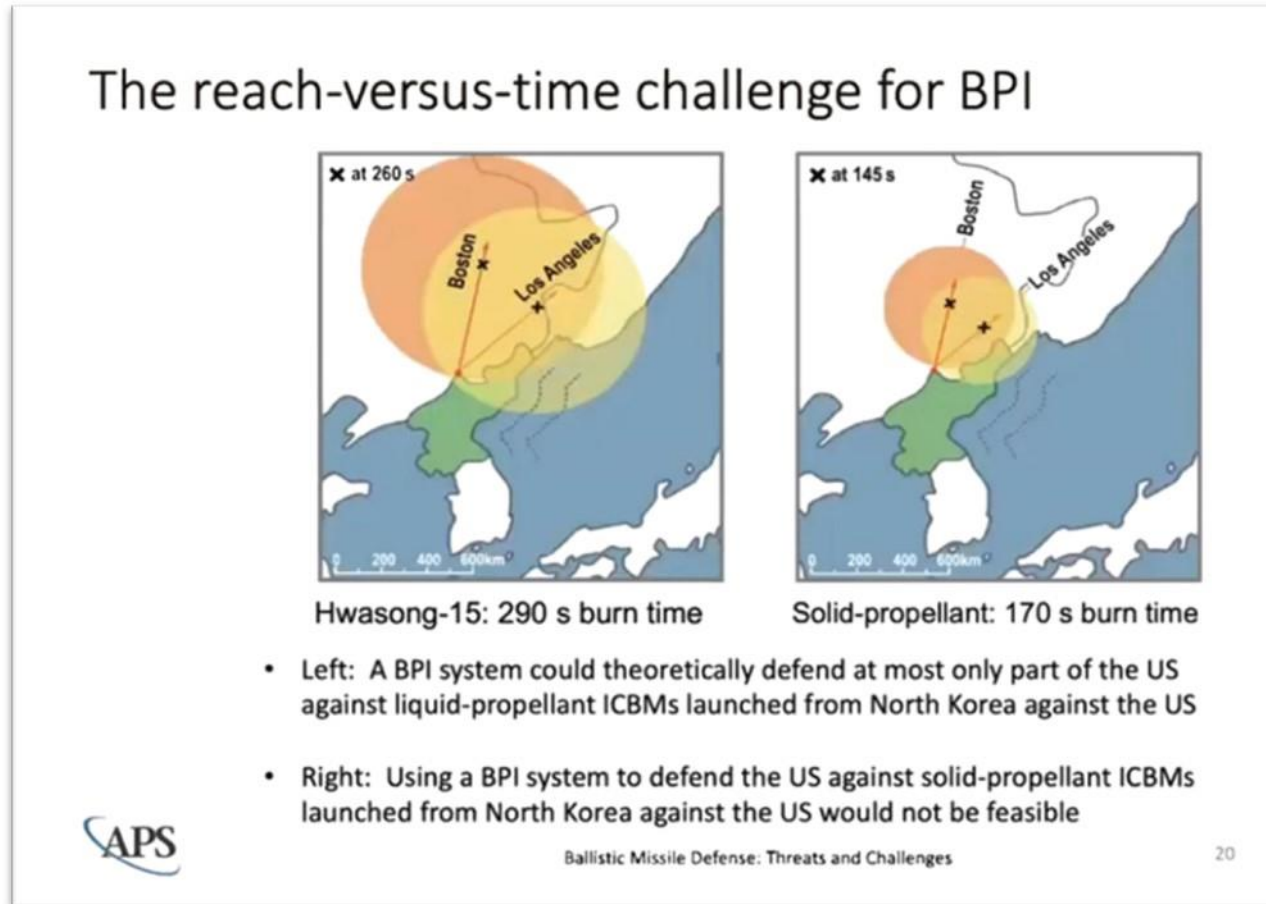 The reach-versus-time challenge for BPI
× at 260 s
Boston
Los Angeles
0 200 400 600km
× at 145 s
Boston
Los Angeles
0 200 400 600km
Hwasong-15: 290 s burn time
Solid-propellant: 170 s burn time
• Left: A BPI system could theoretically defend at most only part of the US
against liquid-propellant ICBMs launched from North Korea against the US
• Right: Using a BPI system to defend the US against solid-propellant ICBMs
launched from North Korea against the US would not be feasible
APS
Ballistic Missile Defense: Threats and Challenges
20